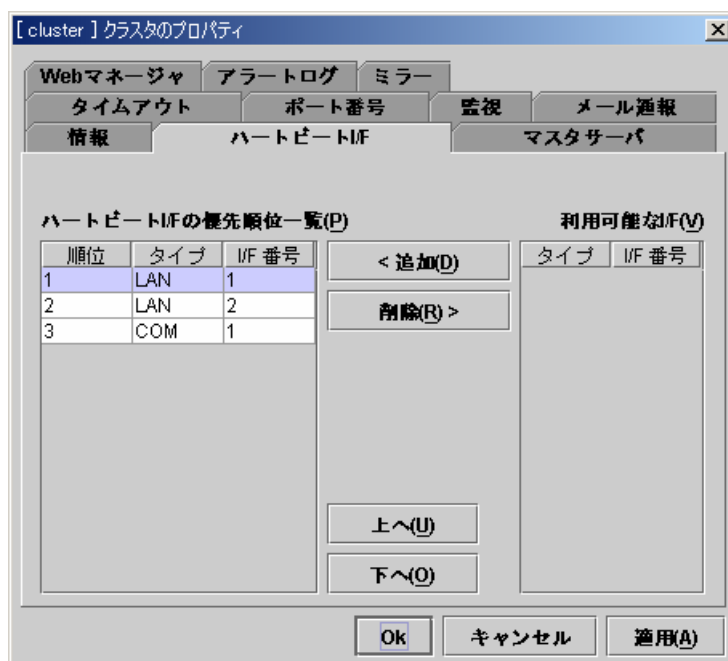 [ cluster ] クラスタのプロパティ
Webマネージャ アラートログ ミラー
タイムアウト ポート番号 監視 メール通報
情報 ハートビートI/F マスタサーバ
ハートビートI/Fの優先順位一覧(P)
順位 タイプ I/F 番号
1 LAN 1
2 LAN 2
3 COM 1
< 追加(D)
削除(R) >
上へ(U)
下へ(O)
利用可能なI/F(V)
タイプ I/F 番号
Ok キャンセル 適用(A)